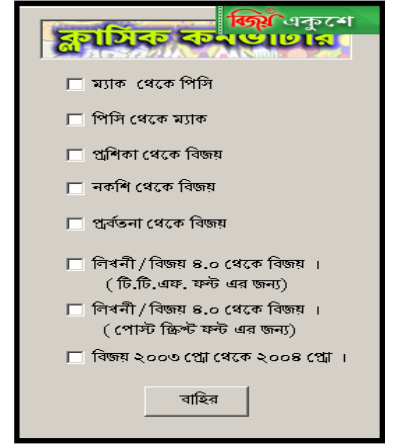 বিজয় একুশে
ক্লাসিক কনভার্টার
ম্যাক থেকে পিসি
পিসি থেকে ম্যাক
প্রশিকা থেকে বিজয়
নকশি থেকে বিজয়
প্রবর্তনা থেকে বিজয়
লিখনী / বিজয় ৪.০ থেকে বিজয় ।
( টি.টি.এফ. ফন্ট এর জন্য)
লিখনী / বিজয় ৪.০ থেকে বিজয় ।
( পোস্ট স্ক্রিপ্ট ফন্ট এর জন্য)
বিজয় ২০০৩ প্রো থেকে ২০০৪ প্রো ।
বাহির